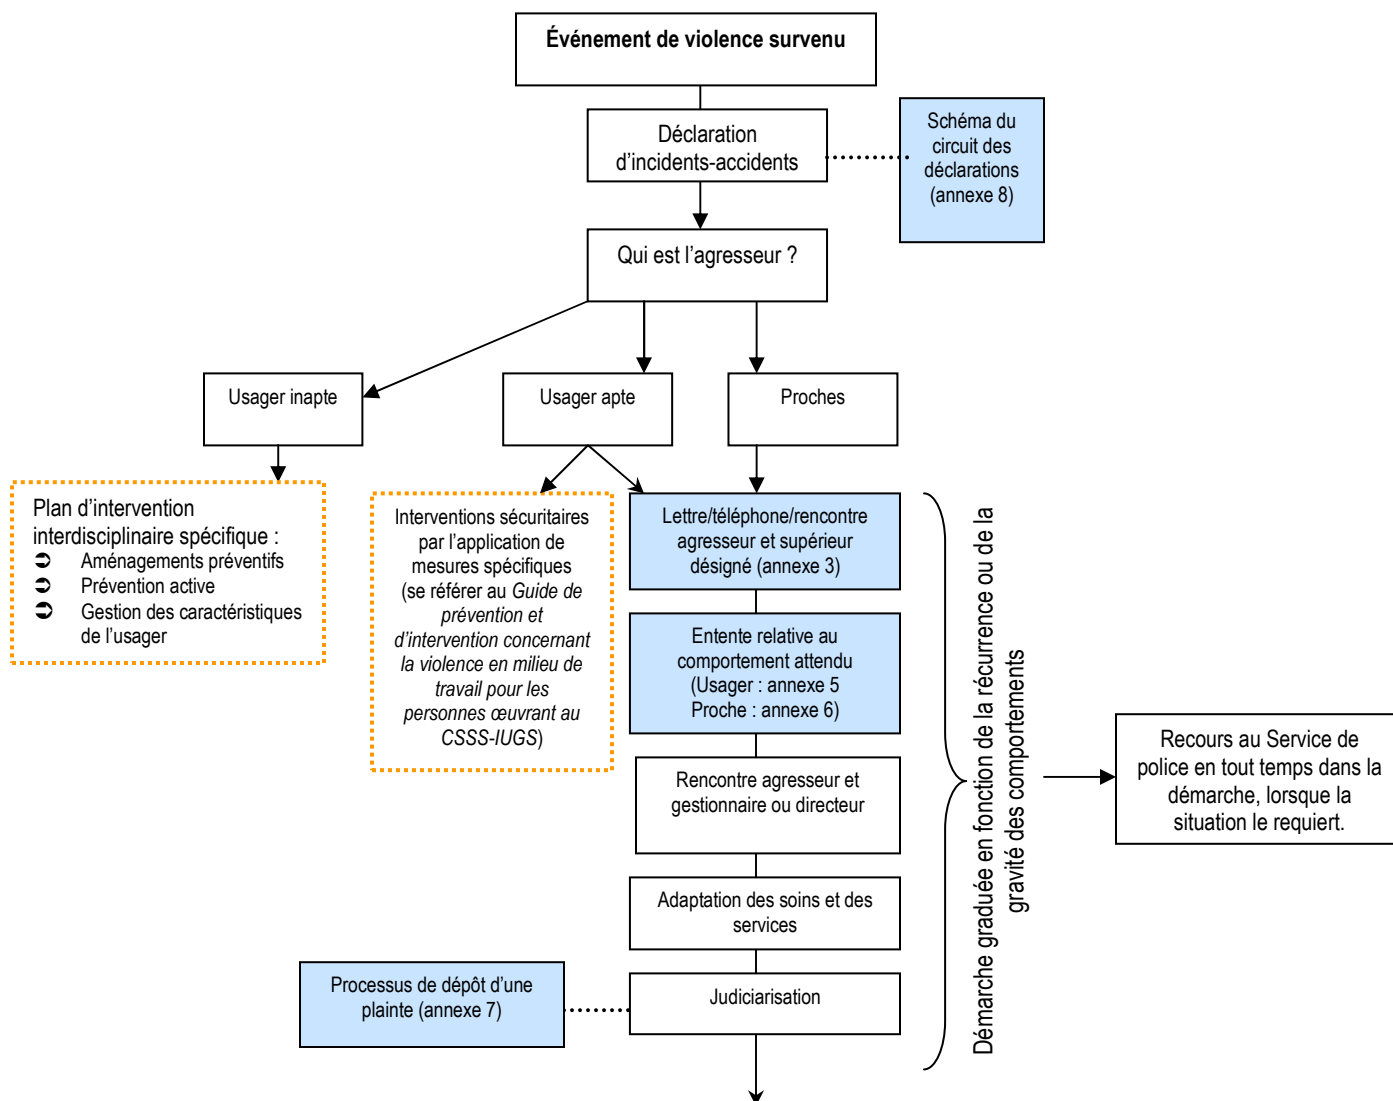 Événement de violence survenu
Déclaration
d'incidents-accidents
Schéma du
circuit des
déclarations
(annexe 8)
Qui est l'agresseur ?
Usager inapte
Usager apte
Proches
Plan d'intervention
interdisciplinaire spécifique :
➲ Aménagements préventifs
➲ Prévention active
➲ Gestion des caractéristiques
de l'usager
Interventions sécuritaires
par l'application de
mesures spécifiques
(se référer au Guide de
prévention et
d'intervention concernant
la violence en milieu de
travail pour les
personnes œuvrant au
CSSS-IUGS)
Lettre/téléphone/rencontre
agresseur et supérieur
désigné (annexe 3)
Entente relative au
comportement attendu
(Usager : annexe 5
Proche : annexe 6)
Rencontre agresseur et
gestionnaire ou directeur
Adaptation des soins et des
services
Judiciarisation
Processus de dépôt d'une
plainte (annexe 7)
Démarche graduée en fonction de la récurrence ou de la
gravité des comportements
Recours au Service de
police en tout temps dans la
démarche, lorsque la
situation le requiert.